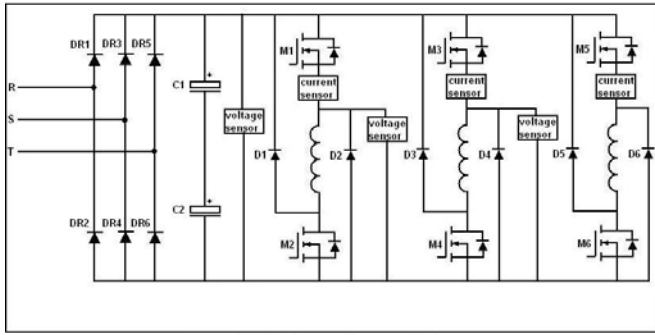 DR1 DR3 DR5
M1
M3
M5
R
C1
+
current
sensor
current
sensor
current
sensor
S
voltage
sensor
voltage
sensor
voltage
sensor
T
D1
D2
D3
D4
D5
D6
C2
+
DR2 DR4 DR6
M2
M4
M6